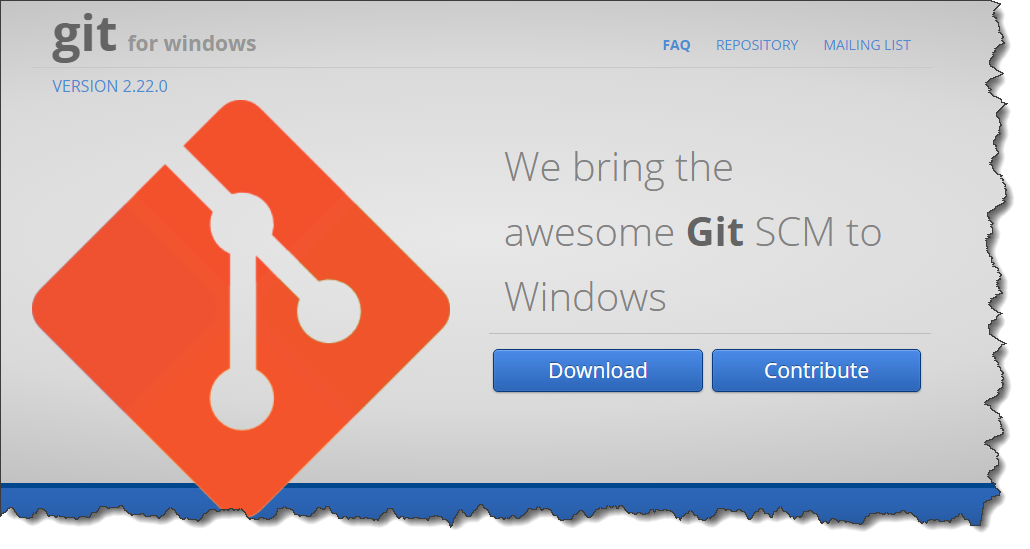 git for windows
FAQ REPOSITORY MAILING LIST
VERSION 2.22.0
We bring the
awesome Git SCM to
Windows
Download Contribute